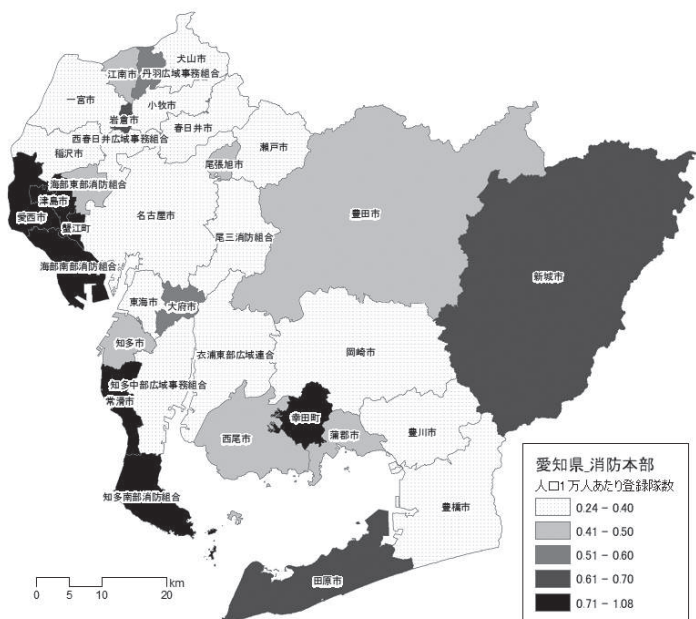 犬山市
江南市
丹羽広域事務組合
一宮市
小牧市
岩倉市
春日井市
西春日井広域事務組合
稲沢市
瀬戸市
尾張旭市
海部東部消防組合
津島市
愛西市
名古屋市
豊田市
蟹江町
尾三消防組合
海部南部消防組合
新城市
東海市
大府市
知多市
衣浦東部広域連合
岡崎市
知多中部広域事務組合
常滑市
幸田町
西尾市
蒲郡市
豊川市
知多南部消防組合
豊橋市
田原市
愛知県_消防本部
人口1万人あたり登録隊数
0.24 – 0.40
0.41 – 0.50
0.51 – 0.60
0.61 – 0.70
0.71 – 1.08
km
0 5 10 20